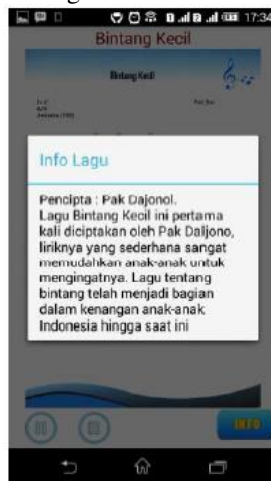 17:34
Bintang Kecil
Bintang Kecil
Info Lagu
Pencipta : Pak Dajonol.
Lagu Bintang Kecil ini pertama
kali diciptakan oleh Pak Daljono,
liriknya yang sederhana sangat
memudahkan anak-anak untuk
mengingatnya. Lagu tentang
bintang telah menjadi bagian
dalam kenangan anak-anak
Indonesia hingga saat ini
INFO